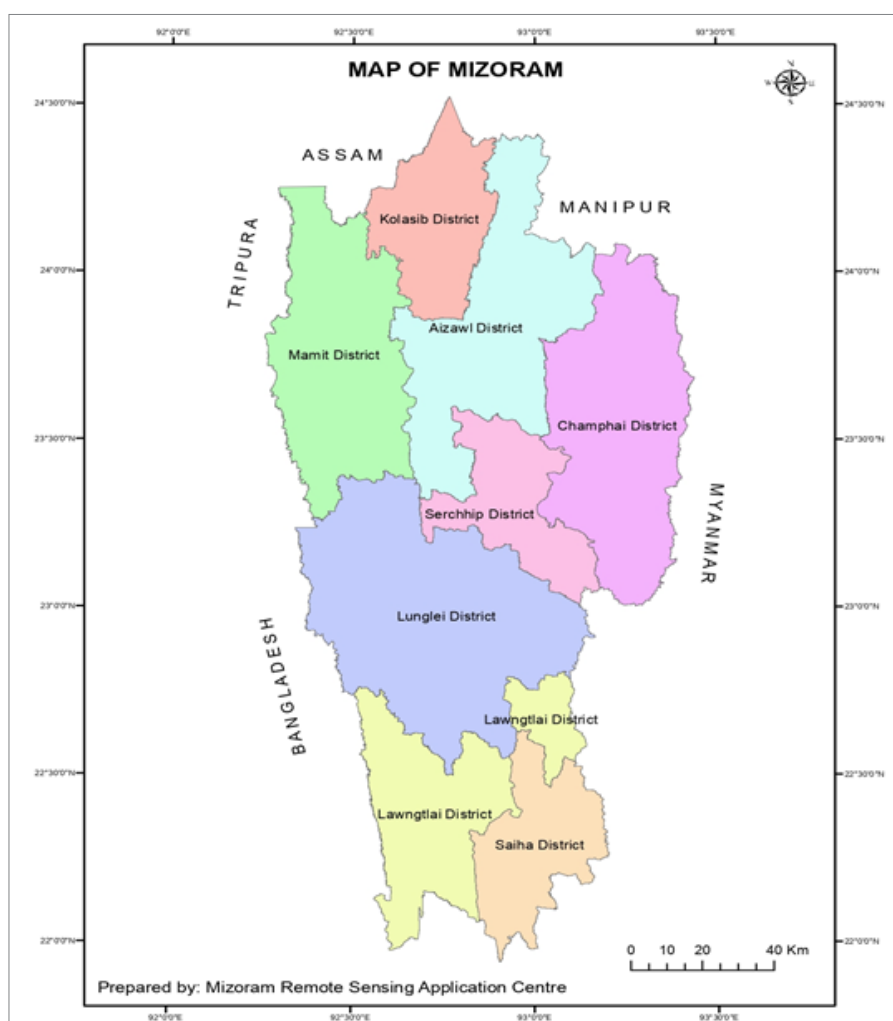 92°0'0"E 92°30'0"E 93°0'0"E 93°30'0"E
MAP OF MIZORAM
24°30'0"N 24°30'0"N
ASSAM
MANIPUR
Kolasib District
TRIPURA
24°0'0"N 24°0'0"N
Aizawl District
Mamit District
Champhai District
23°30'0"N 23°30'0"N
Serchhip District
MYANMAR
23°0'0"N 23°0'0"N
Lunglei District
BANGLADESH
Lawngtlai District
22°30'0"N 22°30'0"N
Lawngtlai District
Saiha District
22°0'0"N 22°0'0"N
0 10 20 40 Km
Prepared by: Mizoram Remote Sensing Application Centre
92°0'0"E 92°30'0"E 93°0'0"E 93°30'0"E